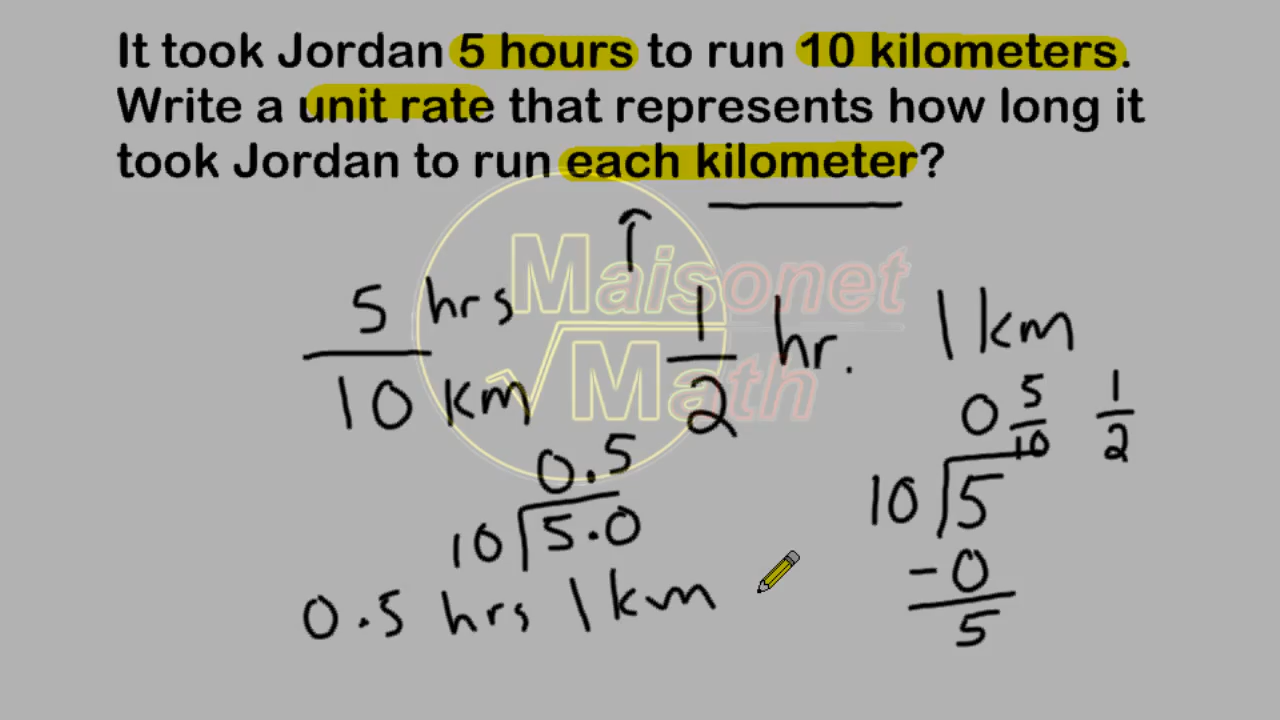 It took Jordan 5 hours to run 10 kilometers.
Write a unit rate that represents how long it
took Jordan to run each kilometer?
Maisonet
Math
5 hrs
10 km
1
2
hr.
1 km
0.5
10 5.0
0.5 hrs 1 km
0 5
10
1
2
10 5
-0
5